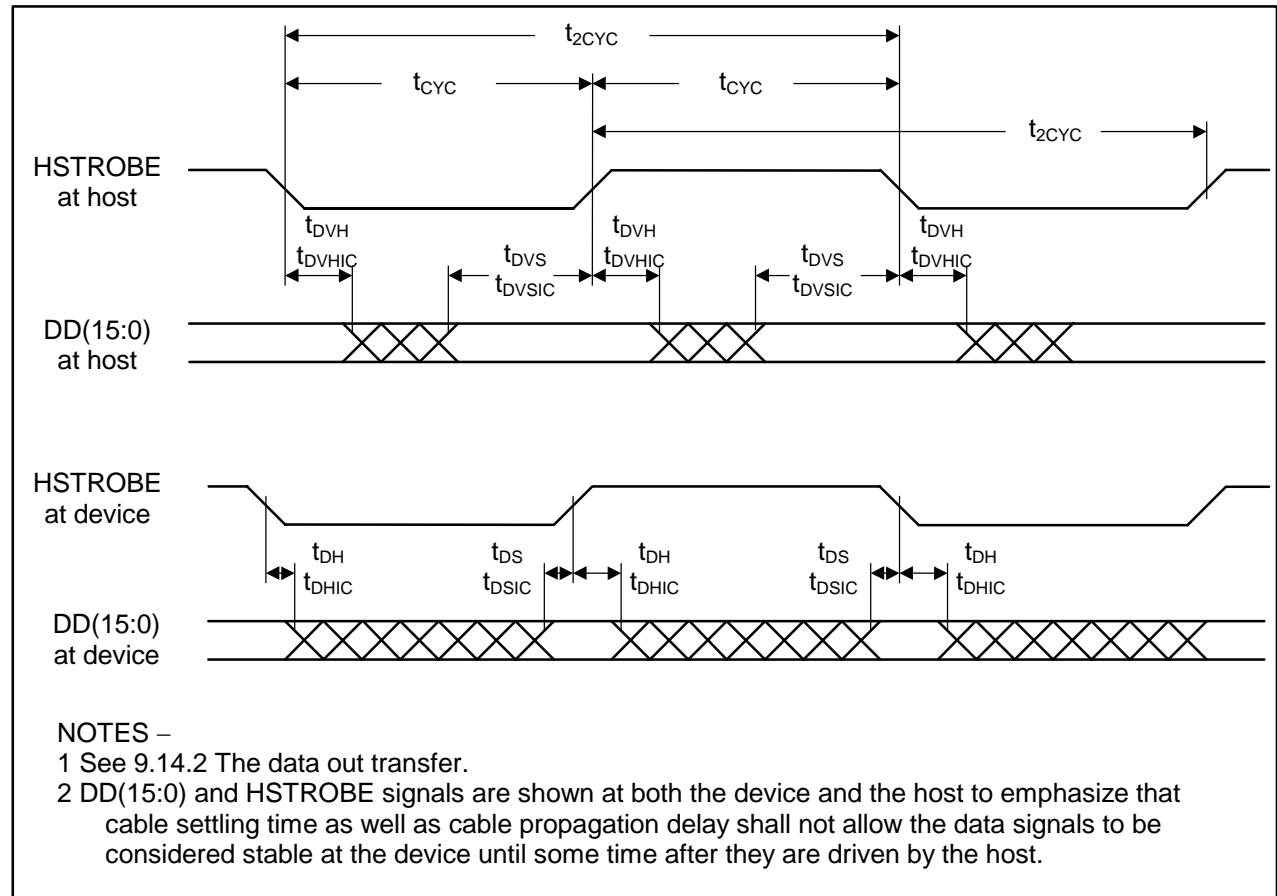 t2CYC
tCYC tCYC
t2CYC
HSTROBE
at host
tDVH tDVH tDVH
tDVHIC tDVS tDVHIC tDVS tDVHIC
tDVSIC tDVSIC
DD(15:0)
at host
HSTROBE
at device
tDH tDS tDH tDS tDH
tDHIC tDSIC tDHIC tDSIC tDHIC
DD(15:0)
at device
NOTES –
1 See 9.14.2 The data out transfer.
2 DD(15:0) and HSTROBE signals are shown at both the device and the host to emphasize that
cable settling time as well as cable propagation delay shall not allow the data signals to be
considered stable at the device until some time after they are driven by the host.